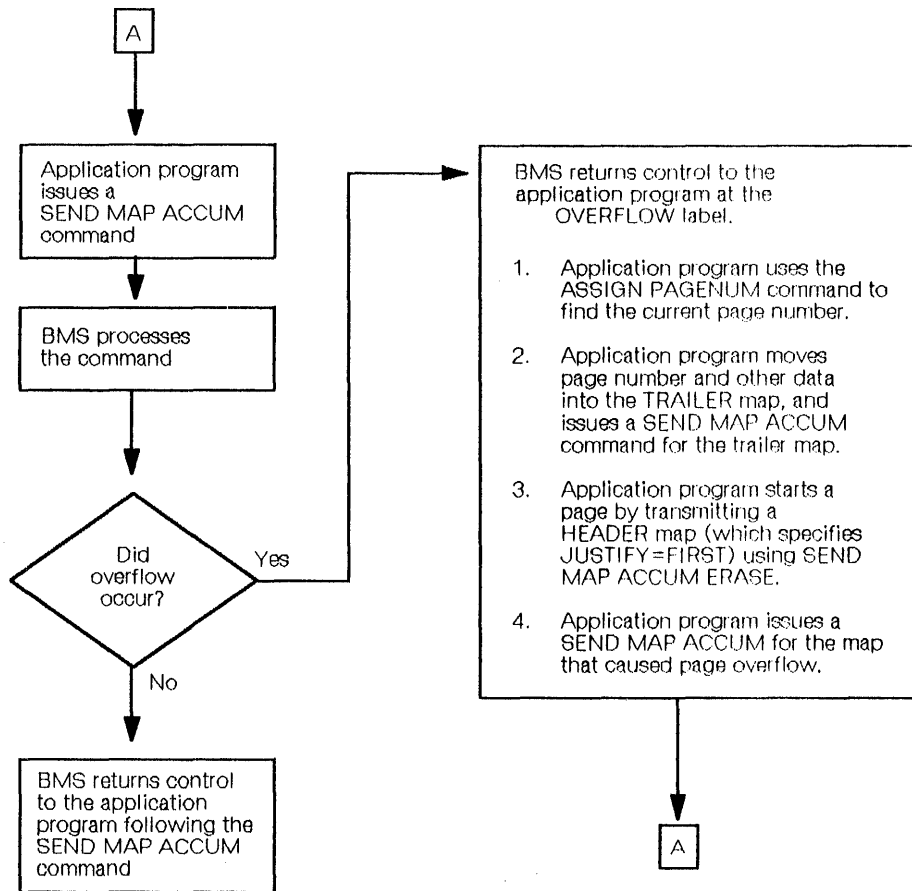 A
Application program
issues a
SEND MAP ACCUM
command
BMS processes
the command
Did
overflow
occur?
Yes
No
BMS returns control
to the application
program following the
SEND MAP ACCUM
command
BMS returns control to the
application program at the
OVERFLOW label.
1. Application program uses the
ASSIGN PAGENUM command to
find the current page number.
2. Application program moves
page number and other data
into the TRAILER map, and
issues a SEND MAP ACCUM
command for the trailer map.
3. Application program starts a
page by transmitting a
HEADER map (which specifies
JUSTIFY=FIRST) using SEND
MAP ACCUM ERASE.
4. Application program issues a
SEND MAP ACCUM for the map
that caused page overflow.
A